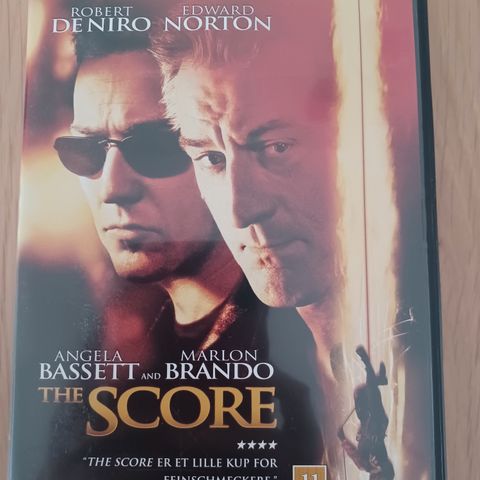 ROBERT EDWARD
DE NIRO NORTON
ANGELA MARLON
BASSETT AND BRANDO
THE SCORE
★★★★
"THE SCORE ER ET LILLE KUP FOR
FEINSCHMECKERE."
11